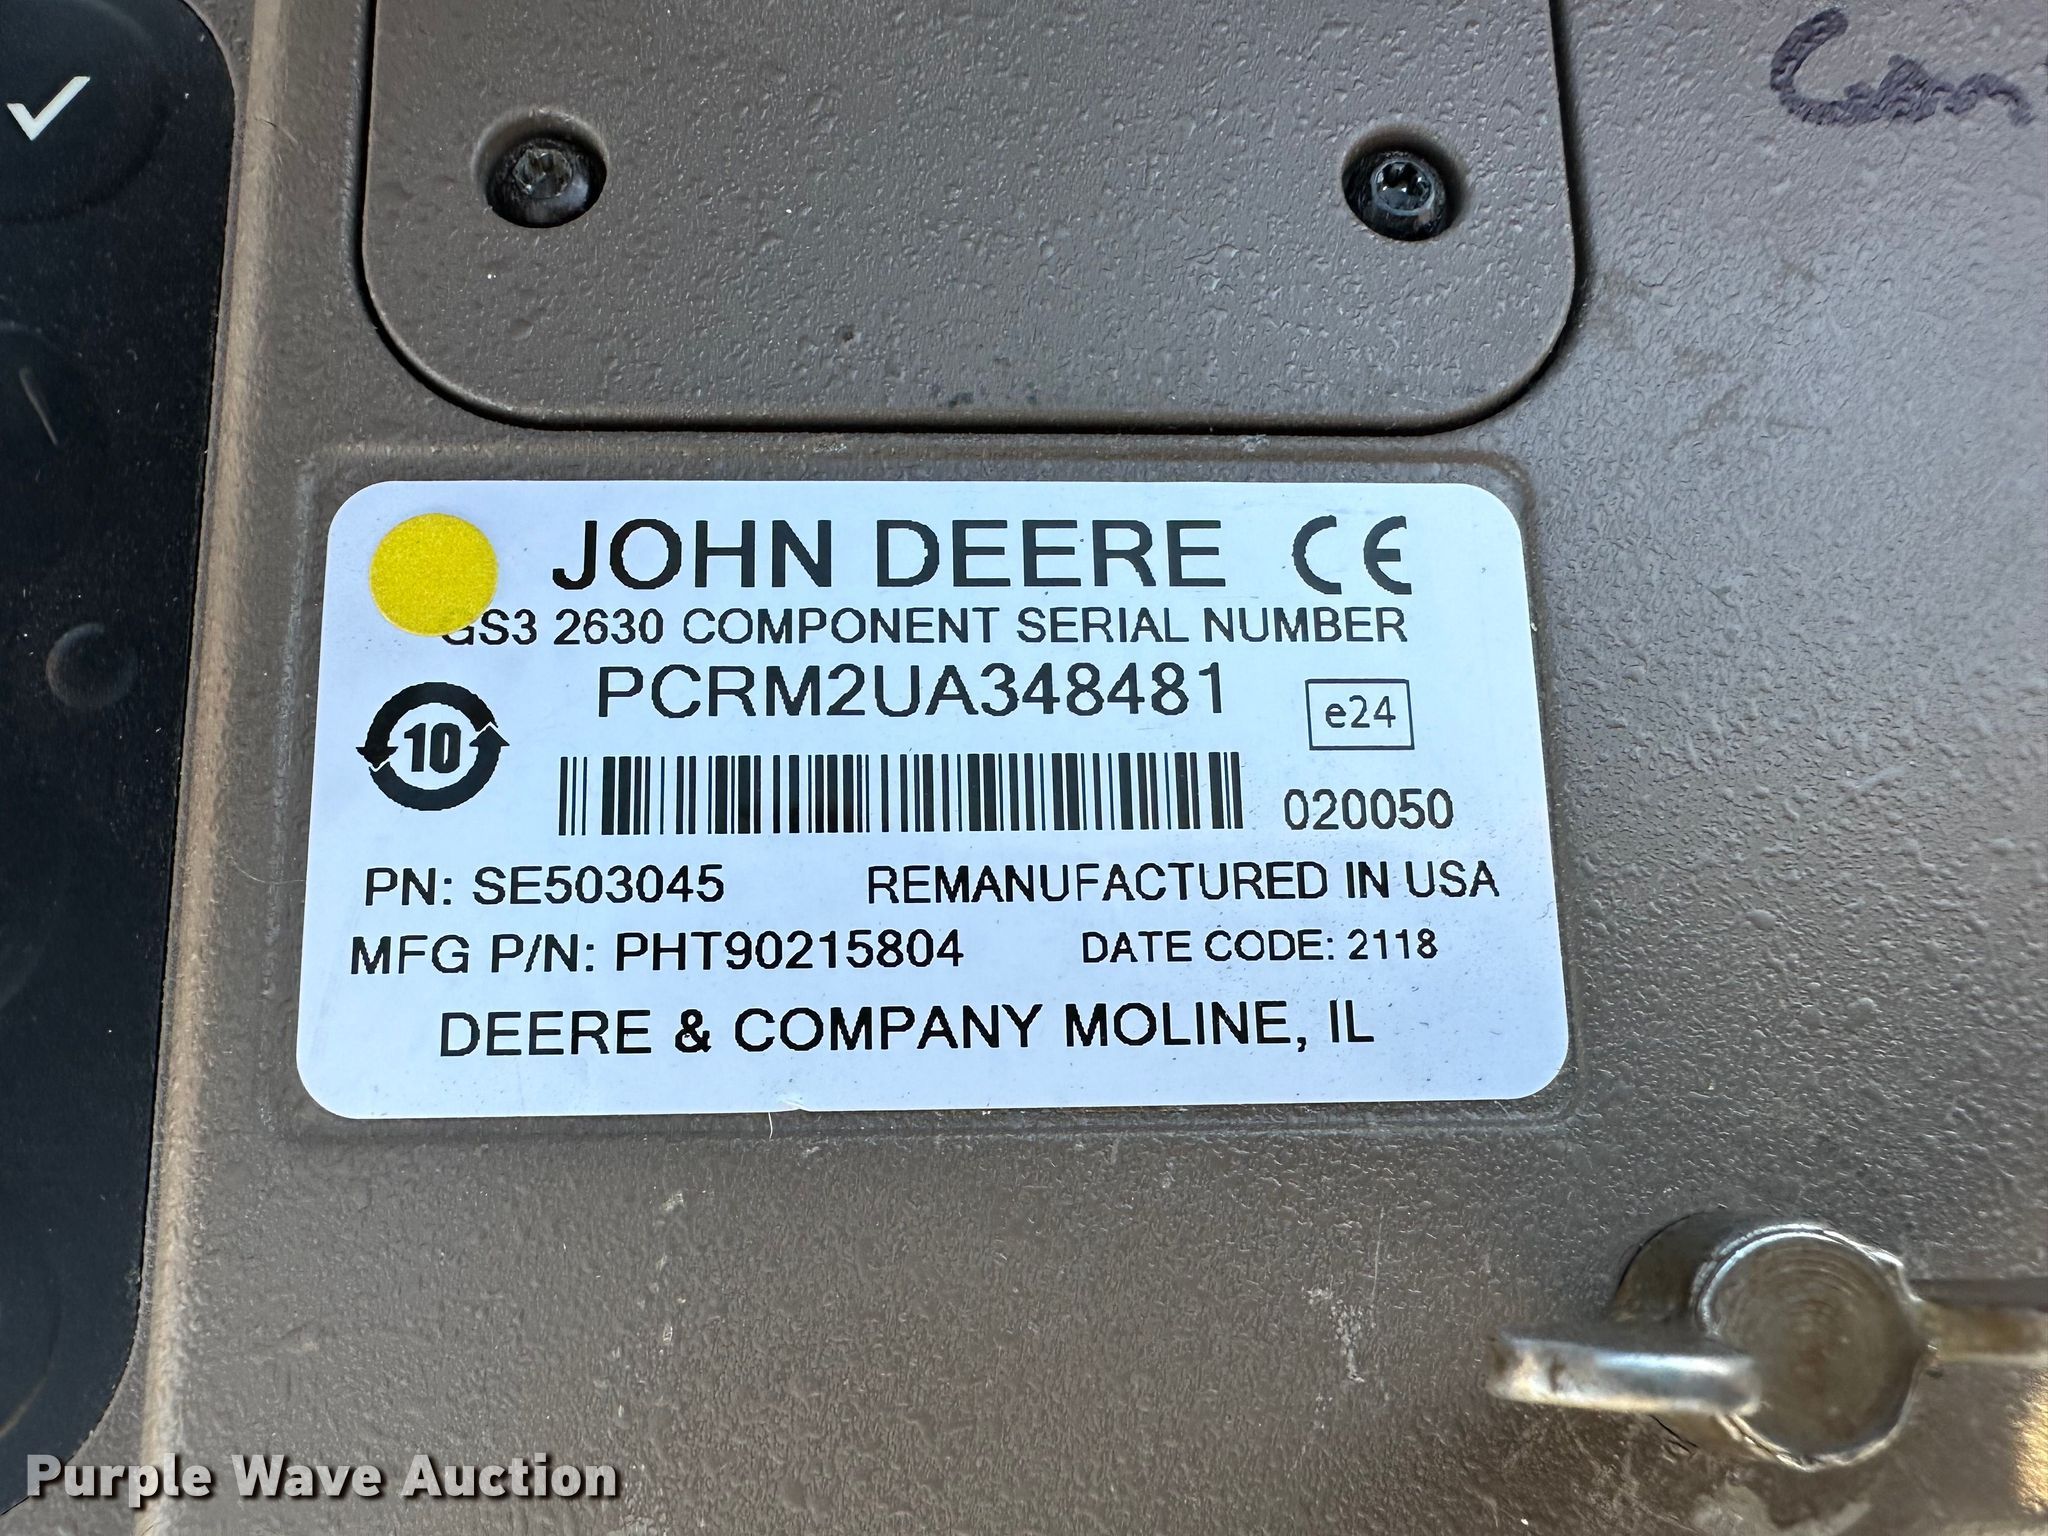 JOHN DEERE CE
GS3 2630 COMPONENT SERIAL NUMBER
PCRM2UA348481
e24
10
020050
PN: SE503045 REMANUFACTURED IN USA
MFG P/N: PHT90215804 DATE CODE: 2118
DEERE & COMPANY MOLINE, IL
Purple Wave Auction